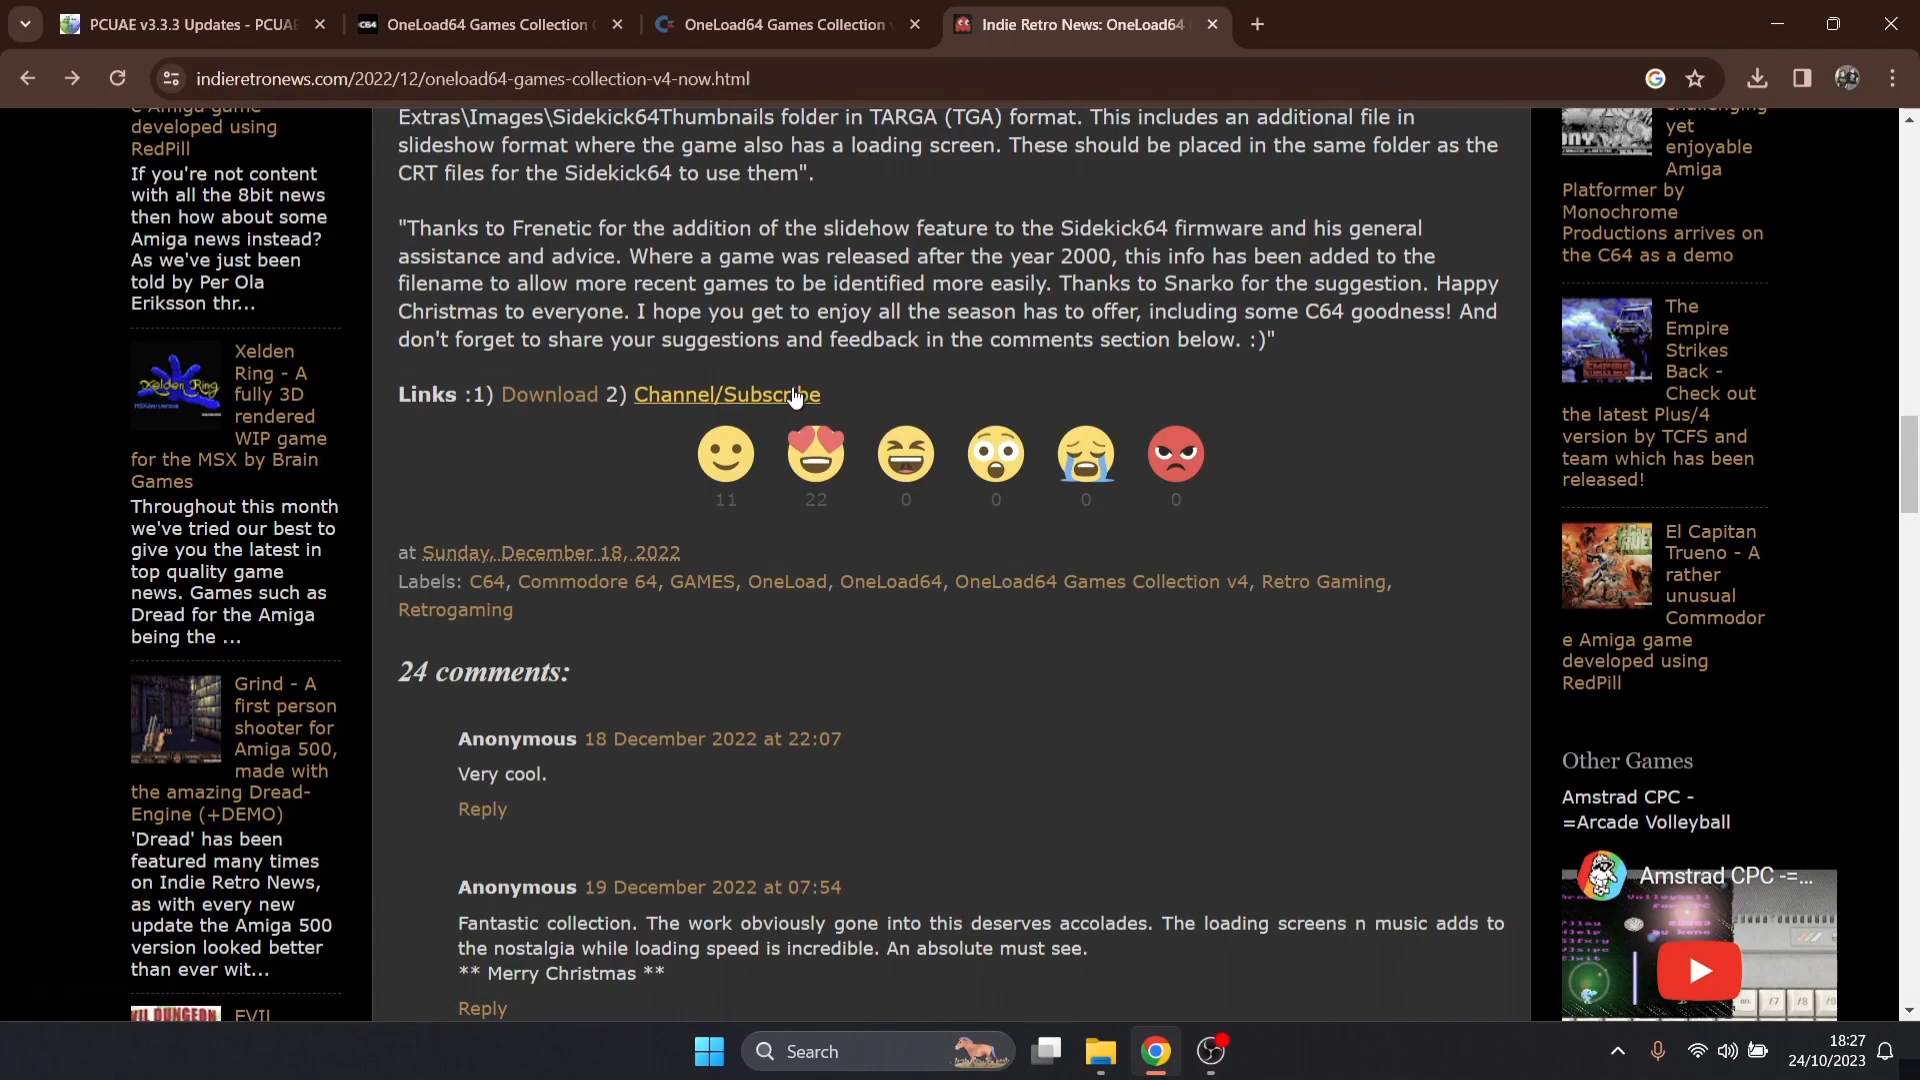 PCUAE v3.3.3 Updates - PCUAE
C64
OneLoad64 Games Collection
OneLoad64 Games Collection v
Indie Retro News: OneLoad64
indieretronews.com/2022/12/oneload64-games-collection-v4-now.html
e Amiga game
developed using
RedPill
If you're not content
with all the 8bit news
then how about some
Amiga news instead?
As we've just been
told by Per Ola
Eriksson thr...
Xelden Ring
Xelden
Ring - A
fully 3D
rendered
WIP game
for the MSX by Brain
Games
Throughout this month
we've tried our best to
give you the latest in
top quality game
news. Games such as
Dread for the Amiga
being the ...
Grind - A
first person
shooter for
Amiga 500,
made with
the amazing Dread-
Engine (+DEMO)
'Dread' has been
featured many times
on Indie Retro News,
as with every new
update the Amiga 500
version looked better
than ever wit...
EVIL
Extras\Images\Sidekick64Thumbnails folder in TARGA (TGA) format. This includes an additional file in
slideshow format where the game also has a loading screen. These should be placed in the same folder as the
CRT files for the Sidekick64 to use them".
"Thanks to Frenetic for the addition of the slidehow feature to the Sidekick64 firmware and his general
assistance and advice. Where a game was released after the year 2000, this info has been added to the
filename to allow more recent games to be identified more easily. Thanks to Snarko for the suggestion. Happy
Christmas to everyone. I hope you get to enjoy all the season has to offer, including some C64 goodness! And
don't forget to share your suggestions and feedback in the comments section below. :)"
Links :1) Download 2) Channel/Subscribe
11 22 0 0 0 0
at Sunday, December 18, 2022
Labels: C64, Commodore 64, GAMES, OneLoad, OneLoad64, OneLoad64 Games Collection v4, Retro Gaming,
Retrogaming
24 comments:
Anonymous 18 December 2022 at 22:07
Very cool.
Reply
Anonymous 19 December 2022 at 07:54
Fantastic collection. The work obviously gone into this deserves accolades. The loading screens n music adds to
the nostalgia while loading speed is incredible. An absolute must see.
** Merry Christmas **
Reply
challenging
yet
enjoyable
Amiga
Platformer by
Monochrome
Productions arrives on
the C64 as a demo
The
Empire
Strikes
Back -
Check out
the latest Plus/4
version by TCFS and
team which has been
released!
El Capitan
Trueno - A
rather
unusual
Commodor
e Amiga game
developed using
RedPill
Other Games
Amstrad CPC -
=Arcade Volleyball
Amstrad CPC -=...
Search
18:27
24/10/2023